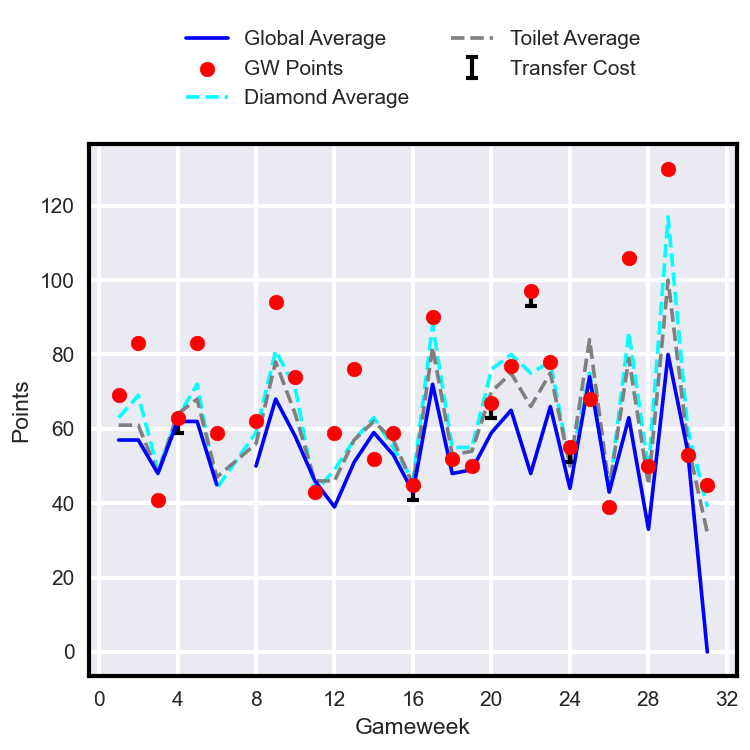 Global Average
GW Points
Diamond Average
Toilet Average
Transfer Cost
120
100
80
60
40
20
0
Points
0 4 8 12 16 20 24 28 32
Gameweek